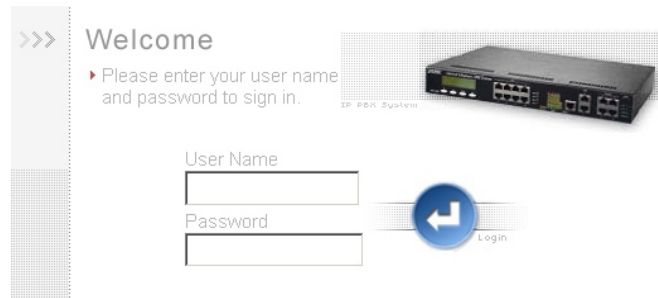 >>>
Welcome
Please enter your user name
and password to sign in.
IP PBX System
User Name
Password
Login